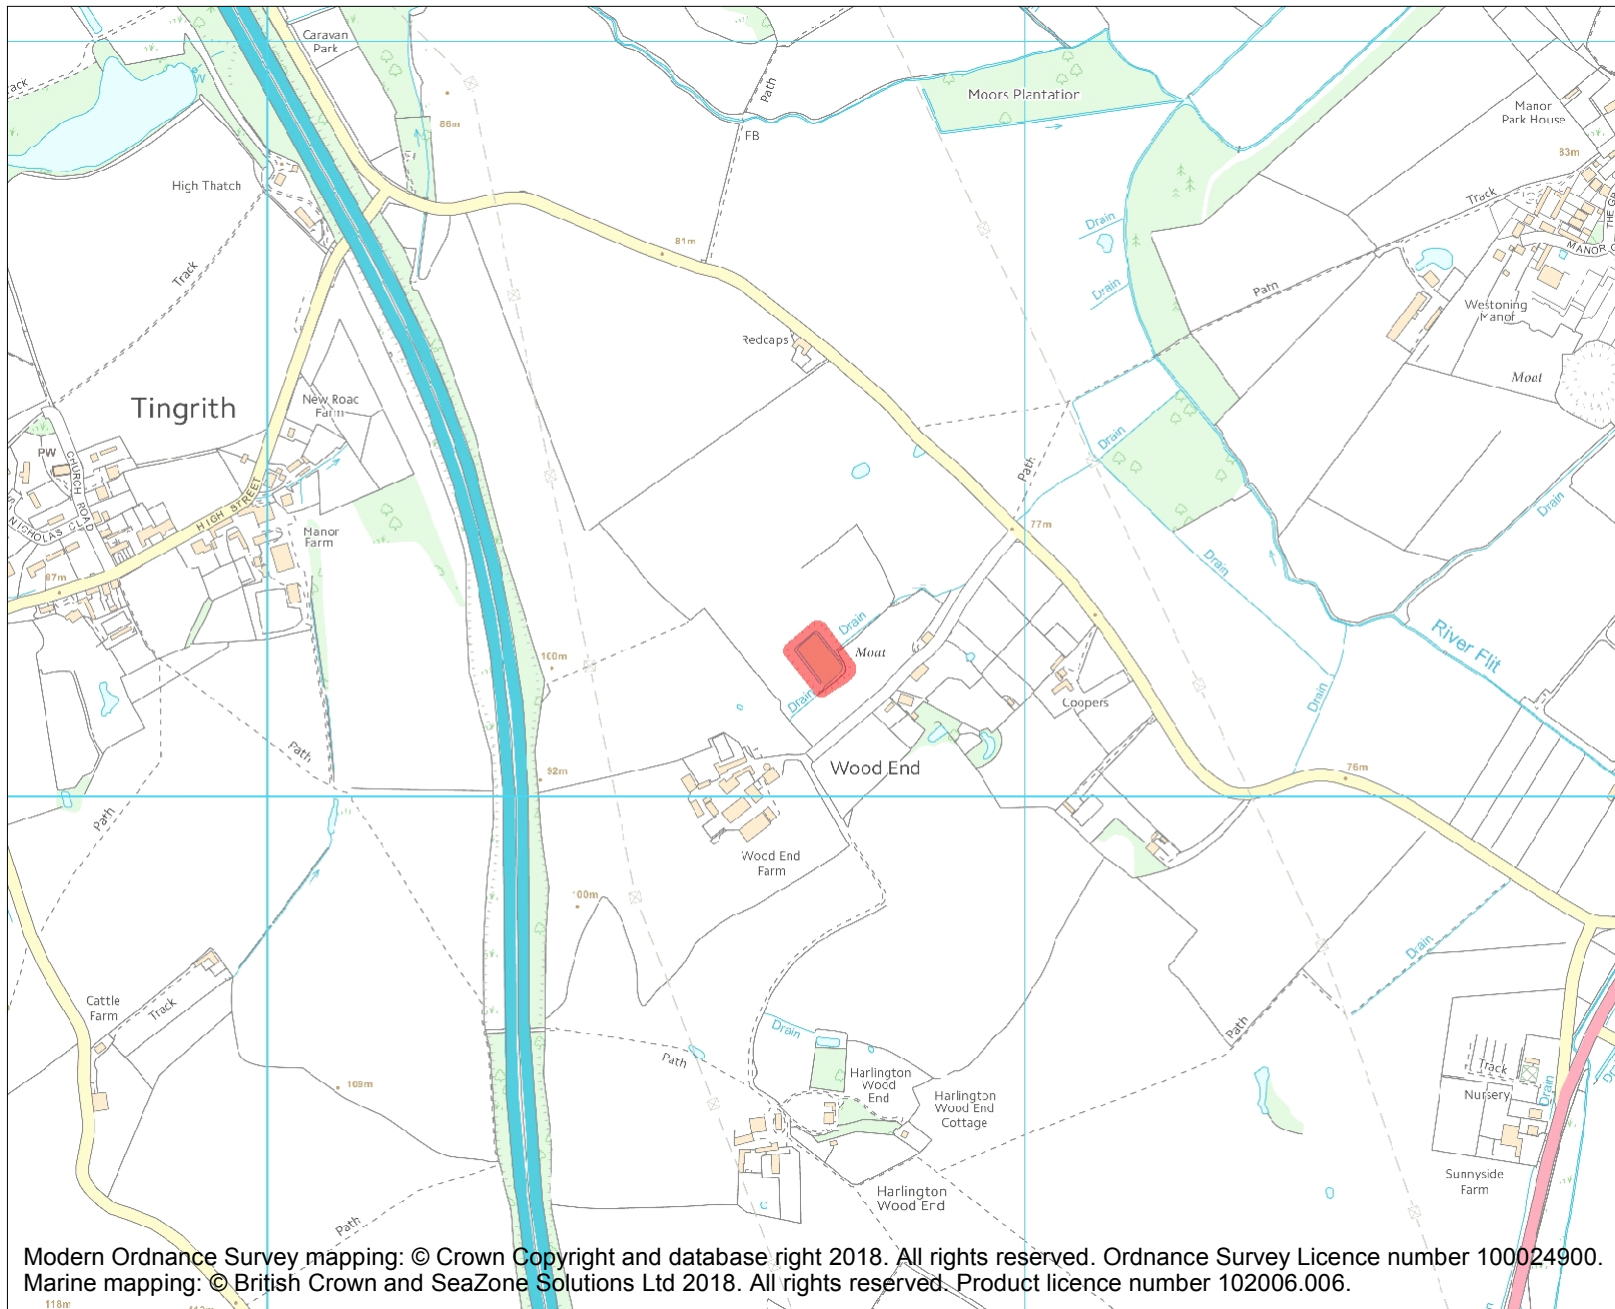 Caravan
Park
Track
Path
Moors Plantation
Manor
Park House
86m
FB
83m
High Thatch
Track
MANOR
Drain
81m
Track
Drain
Path
Westoning
Manor
Redcaps
Moat
Tingrith
New Road
Farm
Drain
PW
CHURCH ROAD
Path
HIGH STREET
NICHOLAS CL
Drain
77m
Manor
Farm
Drain
87m
Drain
Moat
River Flit
100m
Drain
Drain
Coopers
Path
Wood End
92m
76m
Path
Wood End
Farm
100m
Drain
Cattle
Farm
Track
Drain
Path
Path
Track
Harlington
Wood
End
Nursery
Drain
109m
Harlington
Wood End
Cottage
Sunnyside
Farm
Harlington
Wood End
Path
Modern Ordnance Survey mapping: © Crown Copyright and database right 2018. All rights reserved. Ordnance Survey Licence number 100024900.
Marine mapping: © British Crown and SeaZone Solutions Ltd 2018. All rights reserved. Product licence number 102006.006.
118m